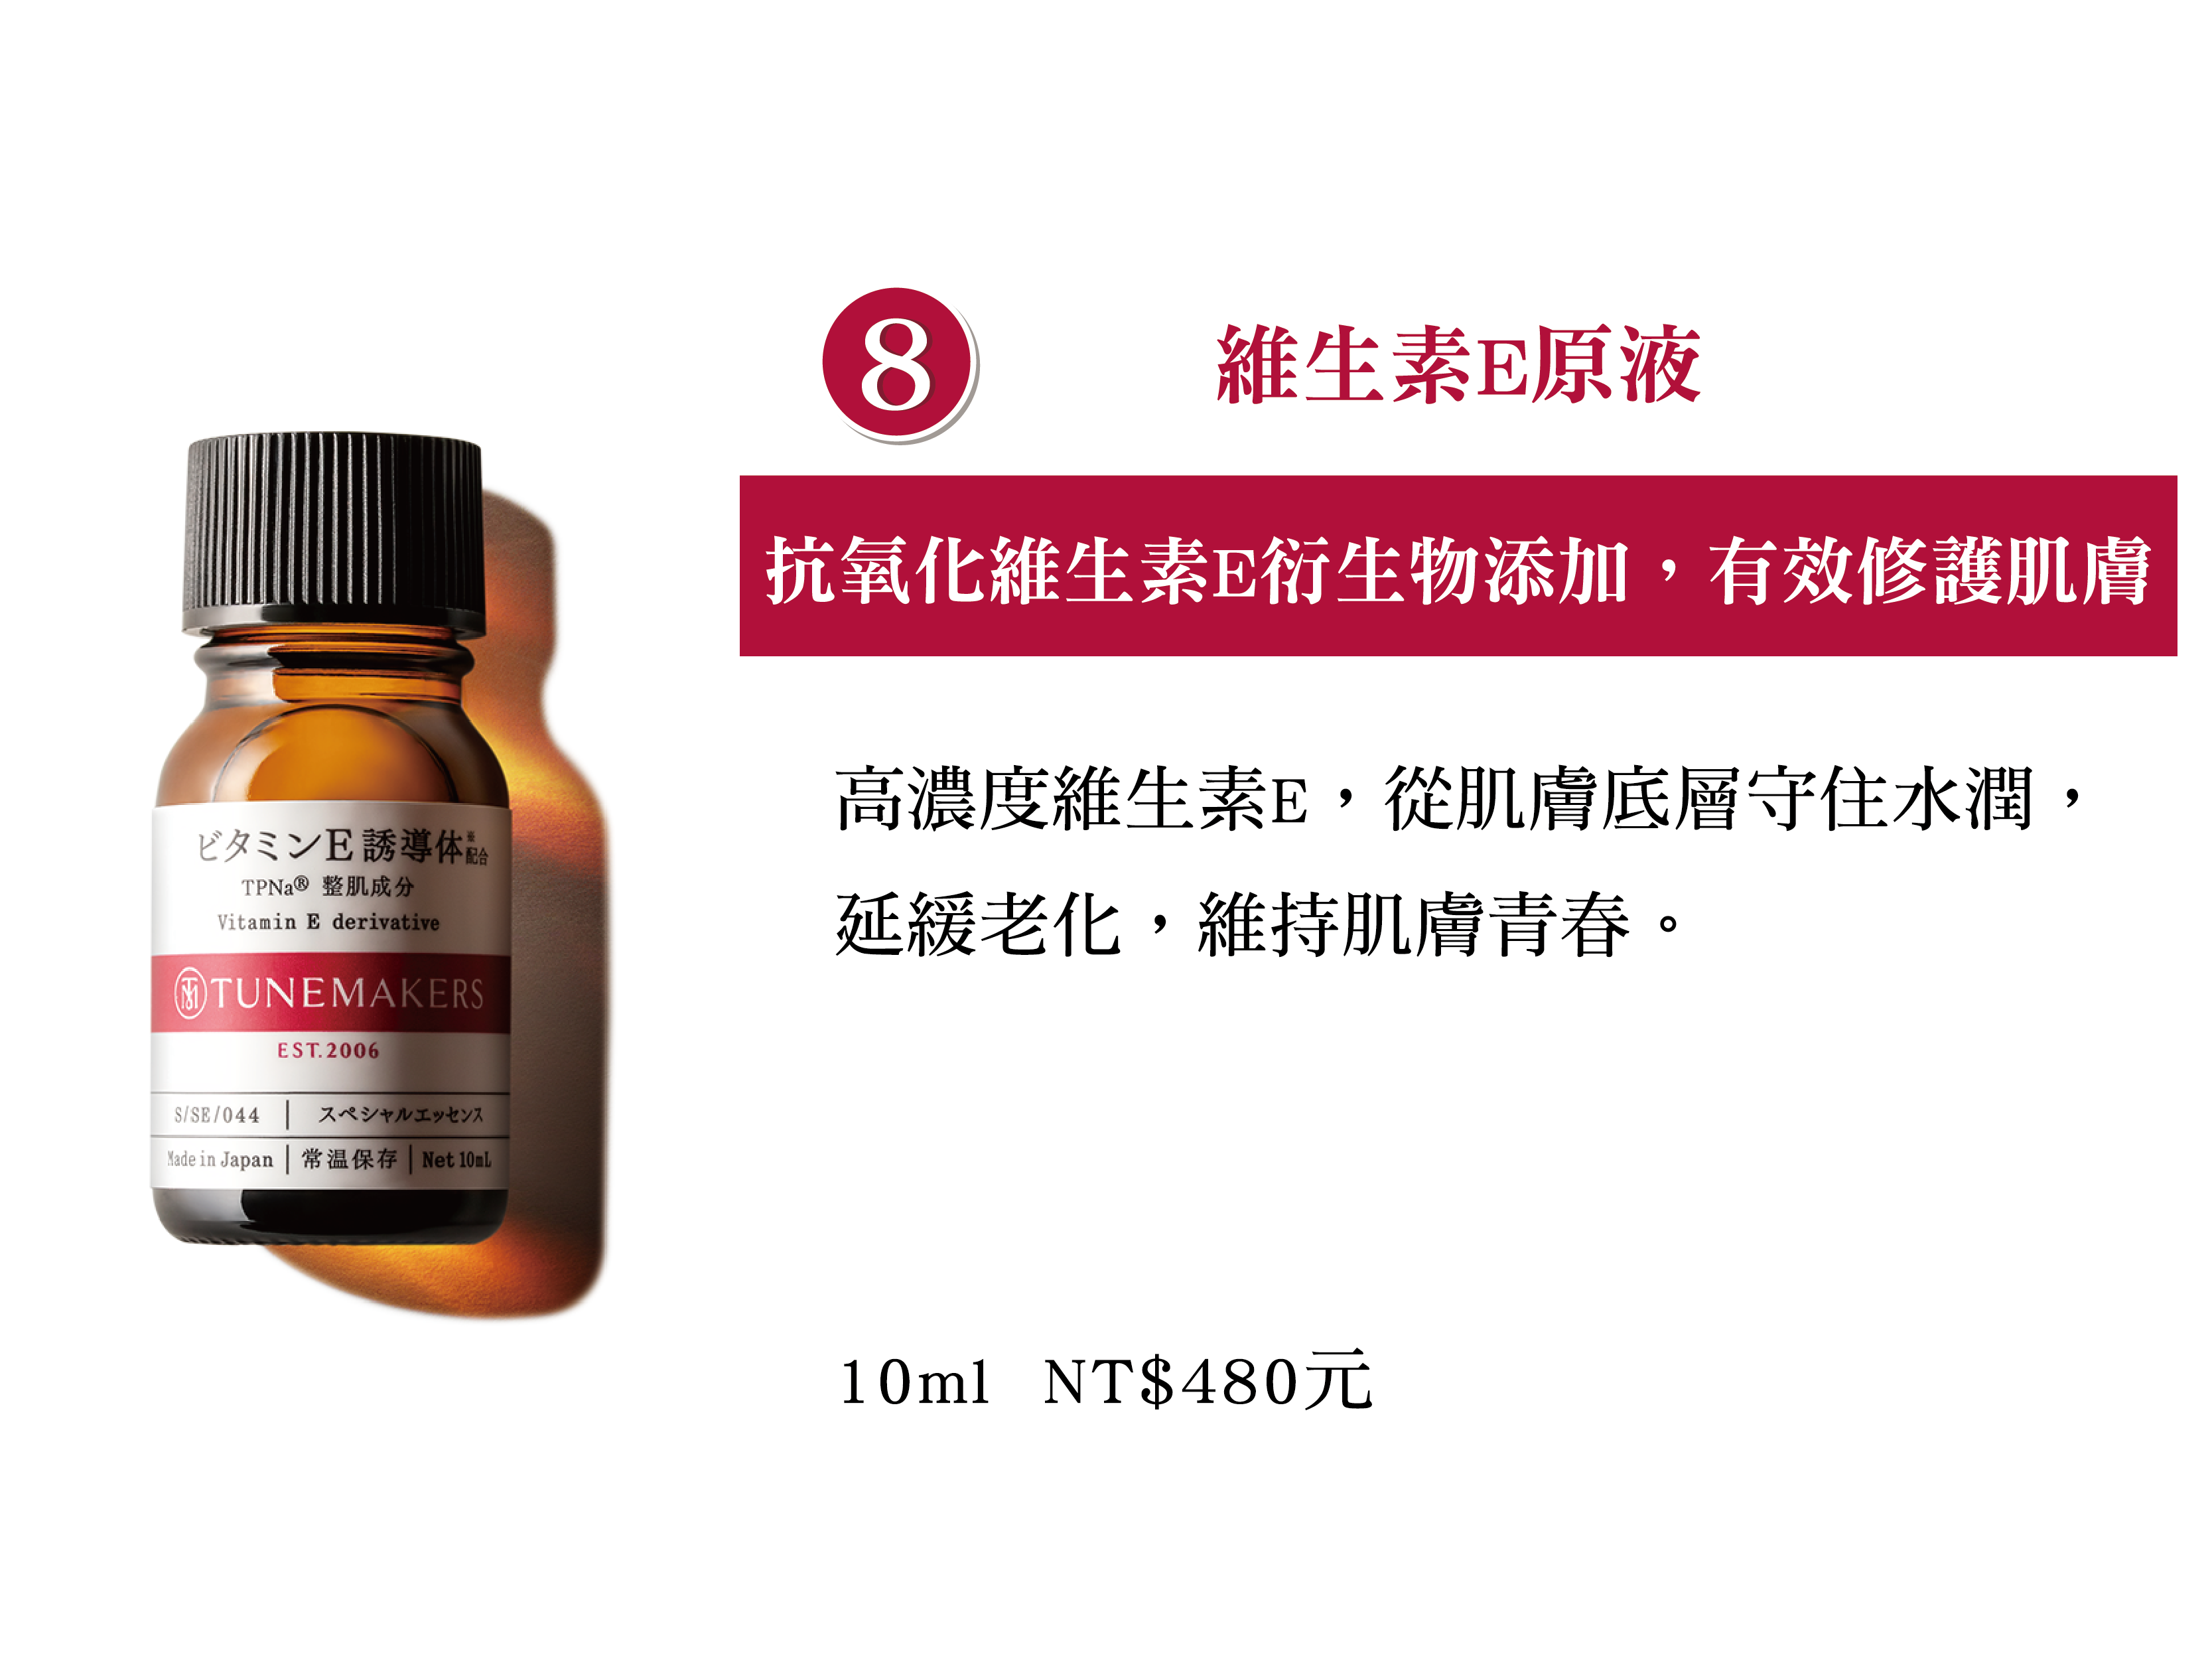 8
維生素E原液
抗氧化維生素E衍生物添加，有效修護肌膚
高濃度維生素E，從肌膚底層守住水潤，
延緩老化，維持肌膚青春。
10ml NT$480元
ビタミンE誘導体※配合
TPNa® 整肌成分
Vitamin E derivative
TM TUNEMAKERS
EST.2006
S/SE/044 | スペシャルエッセンス
Made in Japan | 常温保存 | Net 10mL